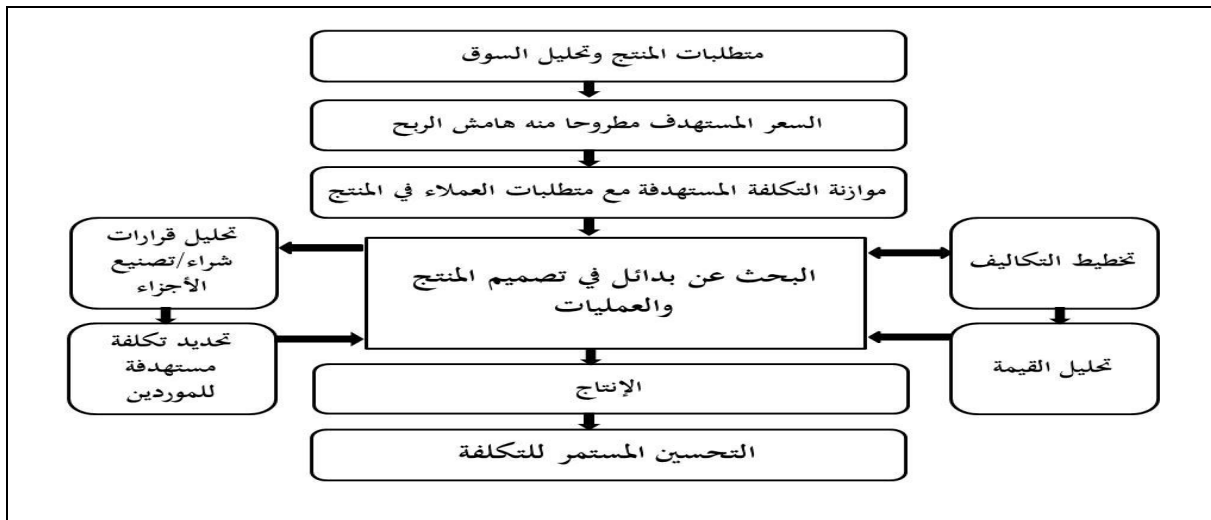 متطلبات المنتج وتحليل السوق
السعر المستهدف مطروحا منه هامش الربح
موازنة التكلفة المستهدفة مع متطلبات العملاء في المنتج
تخطيط التكاليف
تحليل القيمة
البحث عن بدائل في تصميم المنتج
والعمليات
تحليل قرارات
شراء/تصنيع
الأجزاء
تحديد تكلفة
مستهدفة
للموردين
الإنتاج
التحسين المستمر للتكلفة